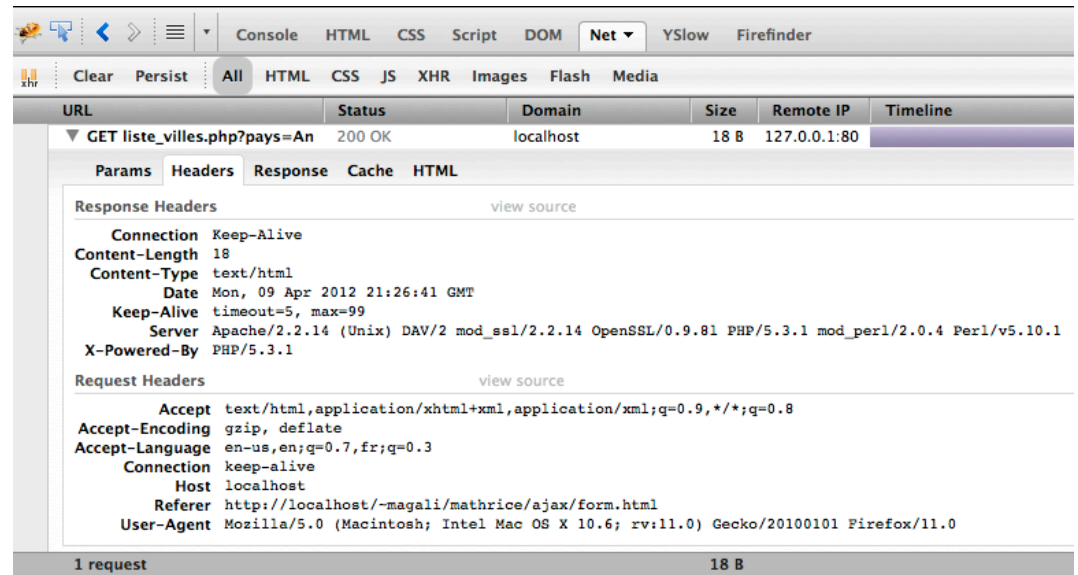 Console HTML CSS Script DOM Net ▼ YSlow Firefinder
xhr Clear Persist All HTML CSS JS XHR Images Flash Media
URL Status Domain Size Remote IP Timeline
▼ GET liste_villes.php?pays=An 200 OK localhost 18 B 127.0.0.1:80
Params Headers Response Cache HTML
Response Headers view source
Connection Keep-Alive
Content-Length 18
Content-Type text/html
Date Mon, 09 Apr 2012 21:26:41 GMT
Keep-Alive timeout=5, max=99
Server Apache/2.2.14 (Unix) DAV/2 mod_ssl/2.2.14 OpenSSL/0.9.8l PHP/5.3.1 mod_perl/2.0.4 Perl/v5.10.1
X-Powered-By PHP/5.3.1
Request Headers view source
Accept text/html,application/xhtml+xml,application/xml;q=0.9,*/*;q=0.8
Accept-Encoding gzip, deflate
Accept-Language en-us,en;q=0.7,fr;q=0.3
Connection keep-alive
Host localhost
Referer http://localhost/~magali/mathrice/ajax/form.html
User-Agent Mozilla/5.0 (Macintosh; Intel Mac OS X 10.6; rv:11.0) Gecko/20100101 Firefox/11.0
1 request 18 B